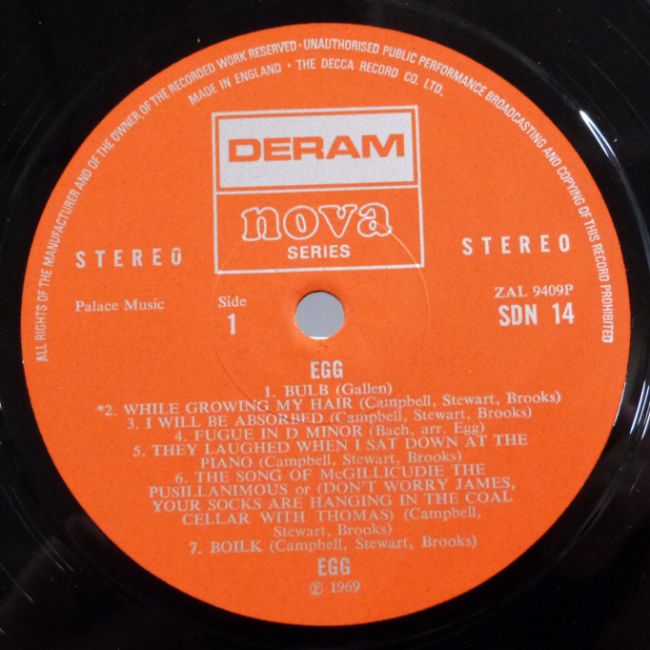 ALL RIGHTS OF THE MANUFACTURER AND OF THE OWNER OF THE RECORDED WORK RESERVED · UNAUTHORISED PUBLIC PERFORMANCE BROADCASTING AND COPYING OF THIS RECORD PROHIBITED
MADE IN ENGLAND · THE DECCA RECORD CO. LTD.
DERAM
nova
SERIES
STEREO STEREO
Palace Music Side ZAL 9409P
1 SDN 14
EGG
1. BULB (Gallen)
*2. WHILE GROWING MY HAIR (Campbell, Stewart, Brooks)
3. I WILL BE ABSORBED (Campbell, Stewart, Brooks)
4. FUGUE IN D MINOR (Bach, arr. Egg)
5. THEY LAUGHED WHEN I SAT DOWN AT THE
PIANO (Campbell, Stewart, Brooks)
6. THE SONG OF McGILLICUDIE THE
PUSILLANIMOUS or (DON'T WORRY JAMES,
YOUR SOCKS ARE HANGING IN THE COAL
CELLAR WITH THOMAS) (Campbell,
Stewart, Brooks)
7. BOILK (Campbell, Stewart, Brooks)
EGG
℗ 1969